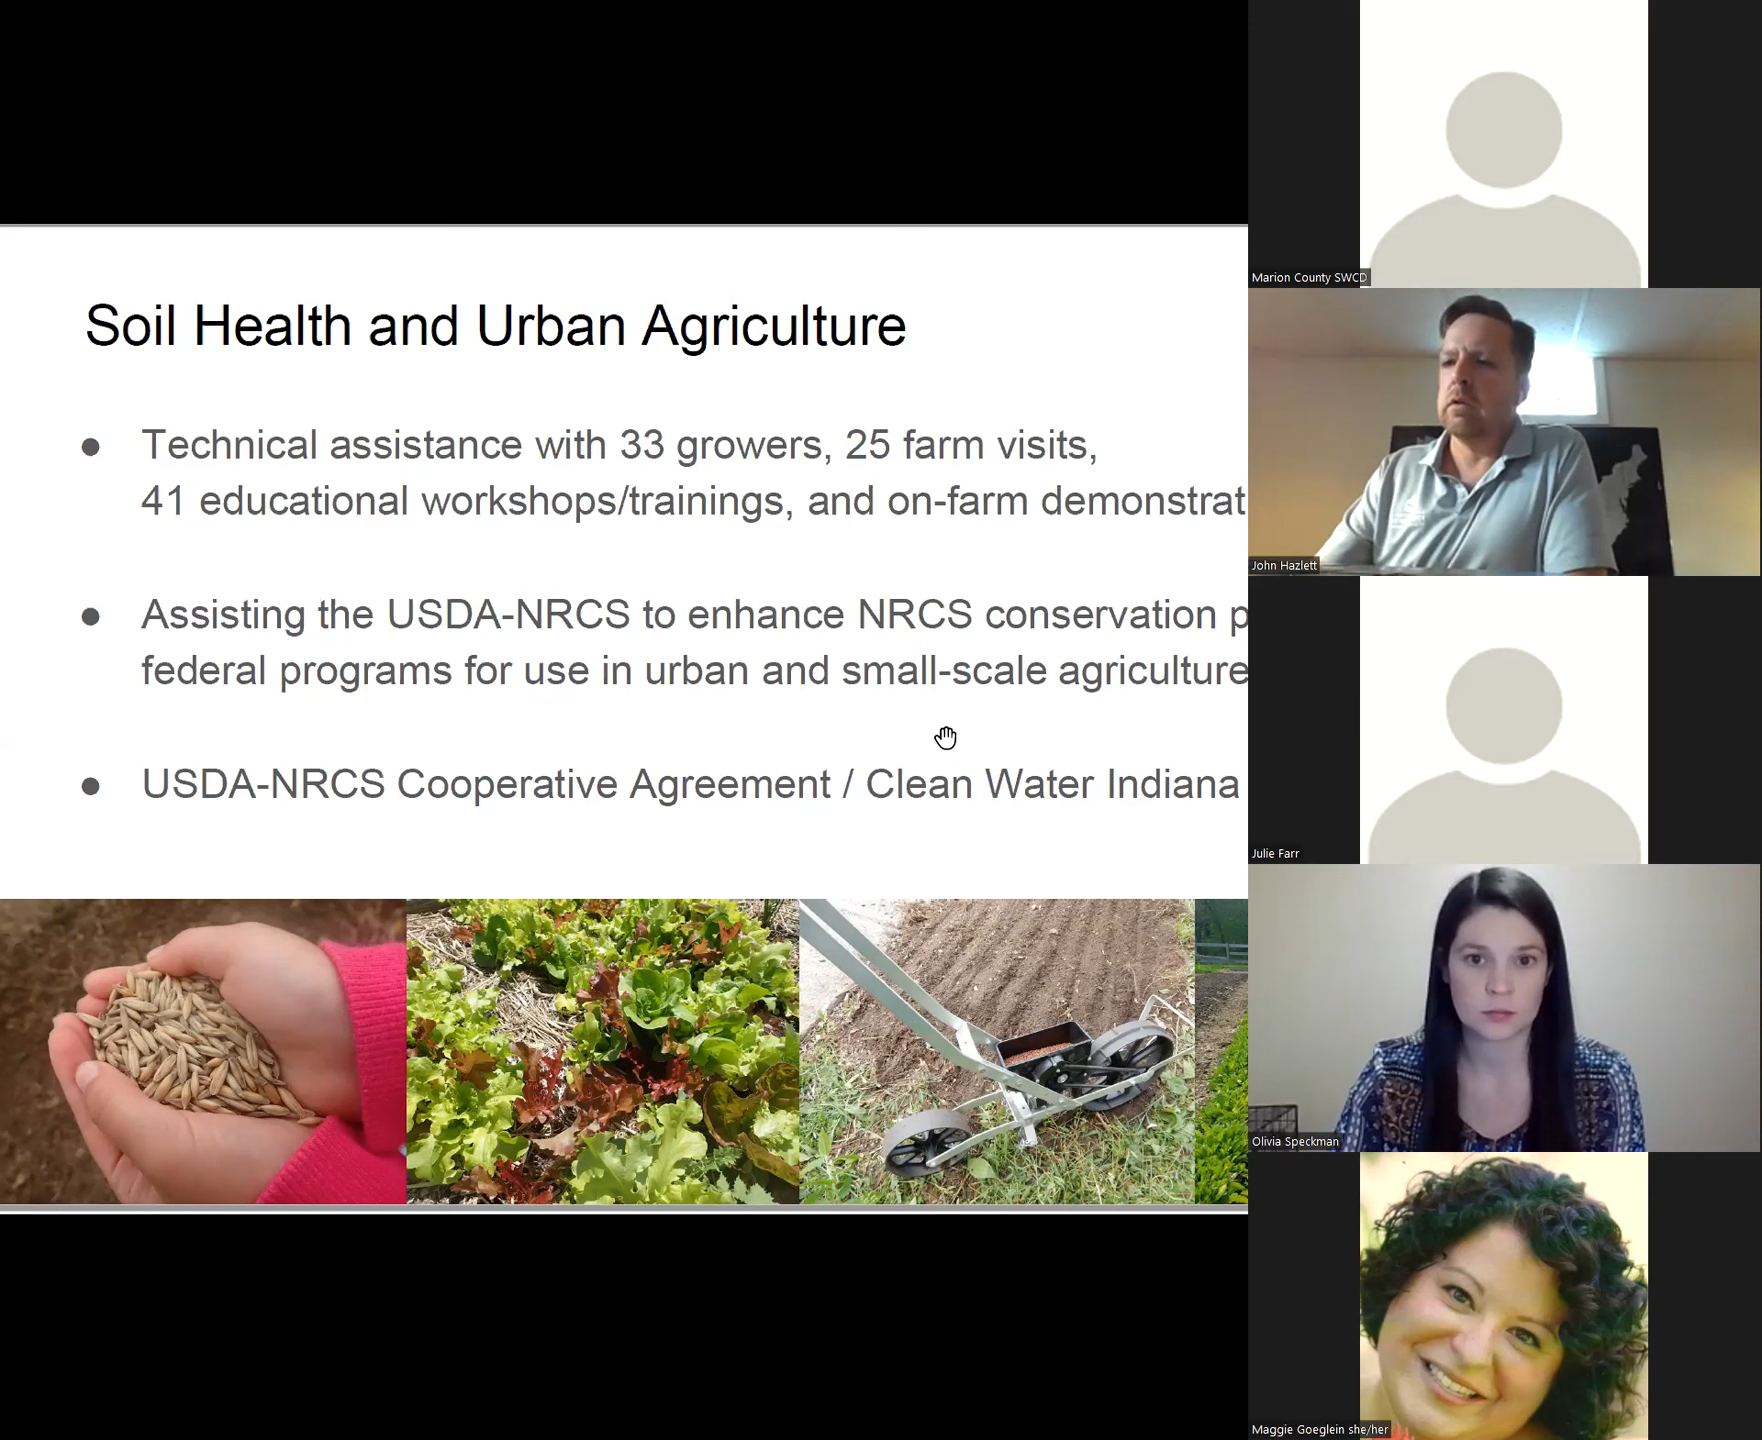 Soil Health and Urban Agriculture
● Technical assistance with 33 growers, 25 farm visits,
41 educational workshops/trainings, and on-farm demonstrat
● Assisting the USDA-NRCS to enhance NRCS conservation p
federal programs for use in urban and small-scale agriculture
● USDA-NRCS Cooperative Agreement / Clean Water Indiana
Marion County SWCD
John Hazlett
Julie Farr
Olivia Speckman
Maggie Goeglein she/her